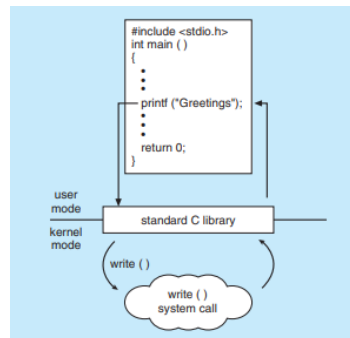 #include <stdio.h>
int main ( )
{
•
•
•
printf ("Greetings");
•
•
•
return 0;
}
user
mode
standard C library
kernel
mode
write ( )
write ( )
system call